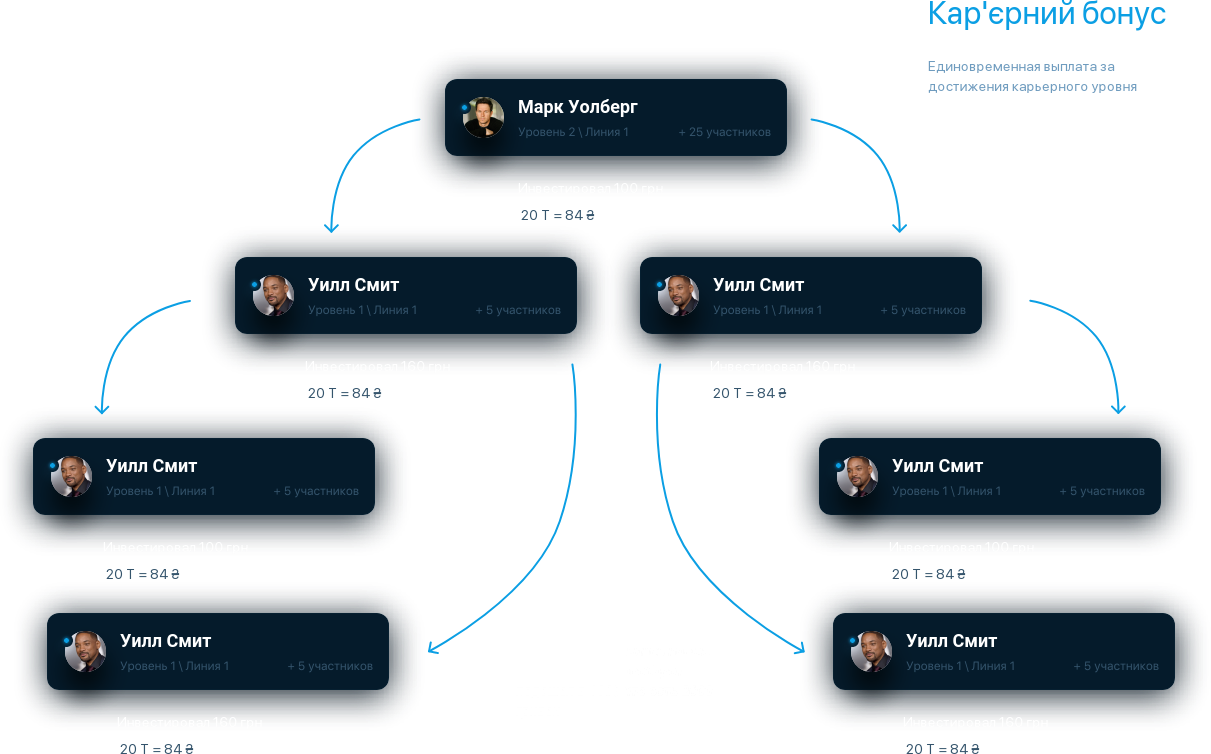 Кар'єрний бонус
Единовременная выплата за
достижения карьерного уровня
Марк Уолберг
Уровень 2 \ Линия 1
+ 25 участников
Инвестировал 100 грн
20 T = 84 ₴
Уилл Смит
Уровень 1 \ Линия 1
+ 5 участников
Инвестировал 160 грн
20 T = 84 ₴
Уилл Смит
Уровень 1 \ Линия 1
+ 5 участников
Инвестировал 160 грн
20 T = 84 ₴
Уилл Смит
Уровень 1 \ Линия 1
+ 5 участников
Инвестировал 100 грн
20 T = 84 ₴
Уилл Смит
Уровень 1 \ Линия 1
+ 5 участников
Инвестировал 100 грн
20 T = 84 ₴
Уилл Смит
Уровень 1 \ Линия 1
+ 5 участников
Инвестировал 160 грн
20 T = 84 ₴
Уилл Смит
Уровень 1 \ Линия 1
+ 5 участников
Инвестировал 160 грн
20 T = 84 ₴